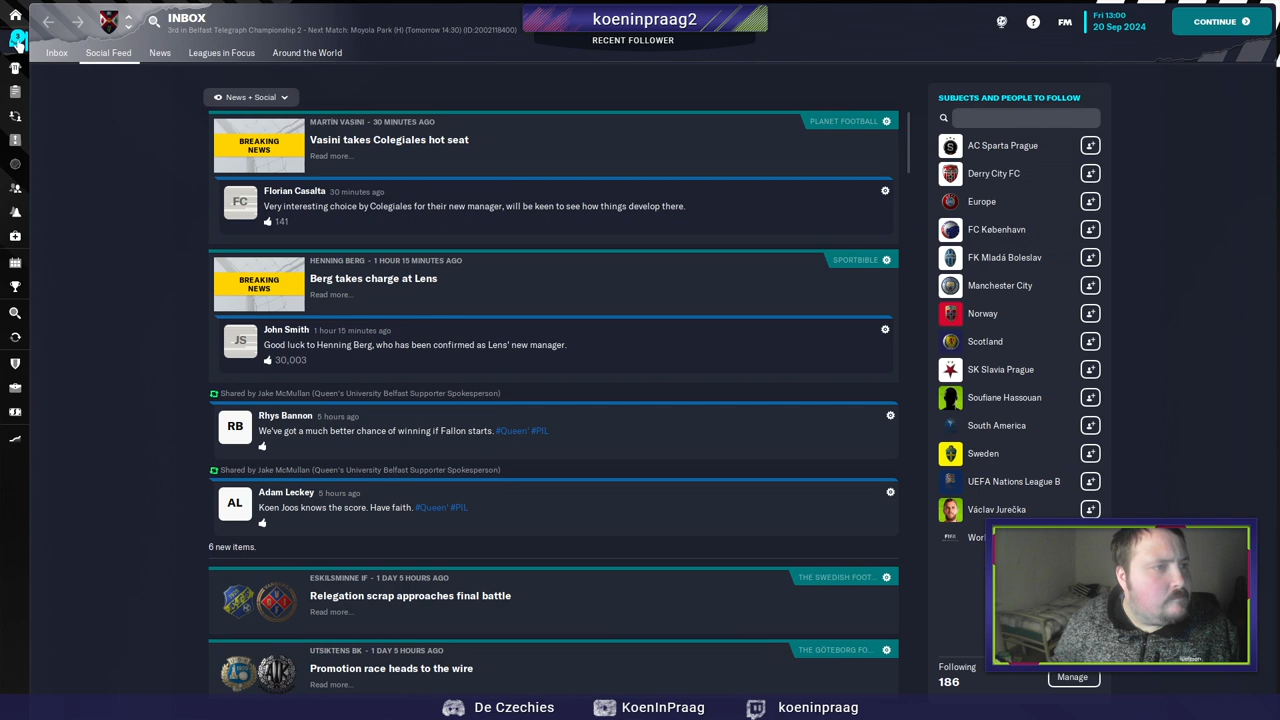 INBOX
3rd in Belfast Telegraph Championship 2 - Next Match: Moyola Park (H) (Tomorrow 14:30) (ID:2002118400)
koeninpraag2
RECENT FOLLOWER
FM
Fri 13:00
20 Sep 2024
CONTINUE
Inbox
Social Feed
News
Leagues in Focus
Around the World
News + Social
MARTÍN VASINI - 30 MINUTES AGO
PLANET FOOTBALL
BREAKING
NEWS
Vasini takes Colegiales hot seat
Read more...
FC
Florian Casalta 30 minutes ago
Very interesting choice by Colegiales for their new manager, will be keen to see how things develop there.
141
HENNING BERG - 1 HOUR 15 MINUTES AGO
SPORTBIBLE
BREAKING
NEWS
Berg takes charge at Lens
Read more...
JS
John Smith 1 hour 15 minutes ago
Good luck to Henning Berg, who has been confirmed as Lens' new manager.
30,003
Shared by Jake McMullan (Queen's University Belfast Supporter Spokesperson)
RB
Rhys Bannon 5 hours ago
We've got a much better chance of winning if Fallon starts. #Queen' #PIL
Shared by Jake McMullan (Queen's University Belfast Supporter Spokesperson)
AL
Adam Leckey 5 hours ago
Koen Joos knows the score. Have faith. #Queen' #PIL
6 new items.
ESKILSMINNE IF - 1 DAY 5 HOURS AGO
THE SWEDISH FOOT...
Relegation scrap approaches final battle
Read more...
UTSIKTENS BK - 1 DAY 5 HOURS AGO
THE GÖTEBORG FO...
Promotion race heads to the wire
Read more...
SUBJECTS AND PEOPLE TO FOLLOW
AC Sparta Prague
Derry City FC
Europe
FC København
FK Mladá Boleslav
Manchester City
Norway
Scotland
SK Slavia Prague
Soufiane Hassouan
South America
Sweden
UEFA Nations League B
Václav Jurečka
Following
186
Manage
De Czechies
KoenInPraag
koeninpraag